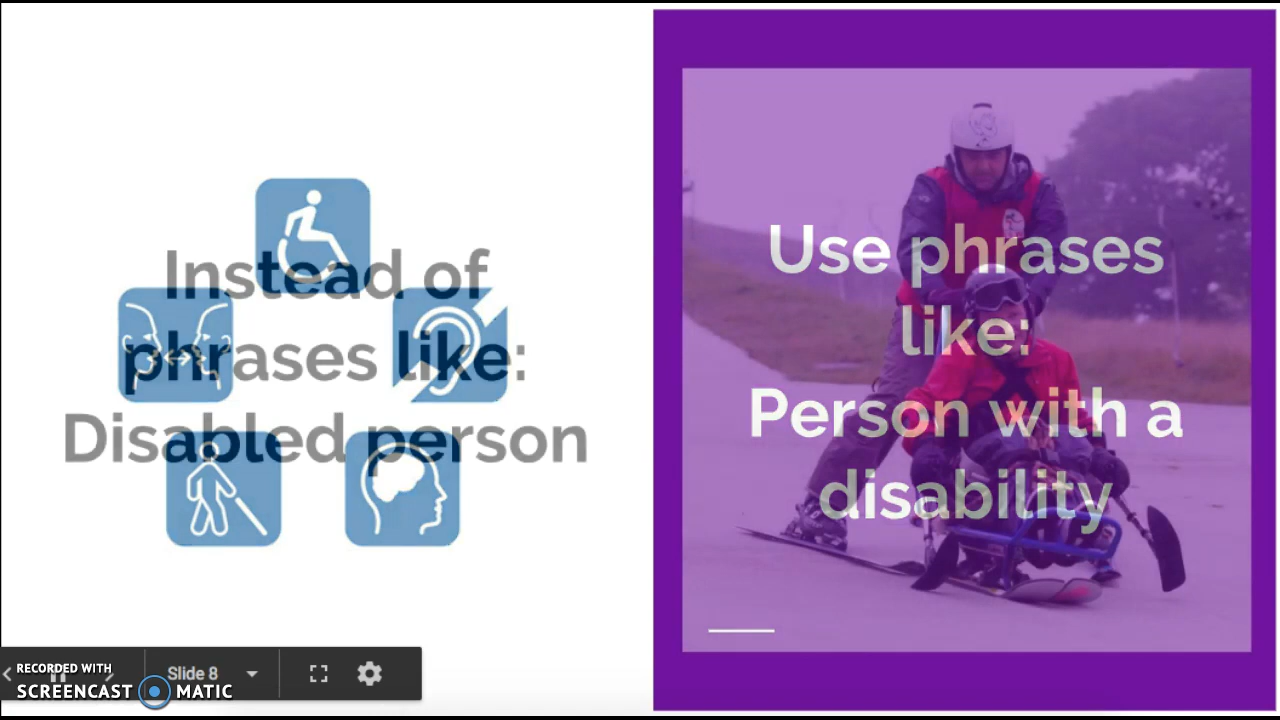 Instead of
phrases like:
Disabled person
Use phrases
like:
Person with a
disability
Slide 8
RECORDED WITH
SCREENCAST MATIC